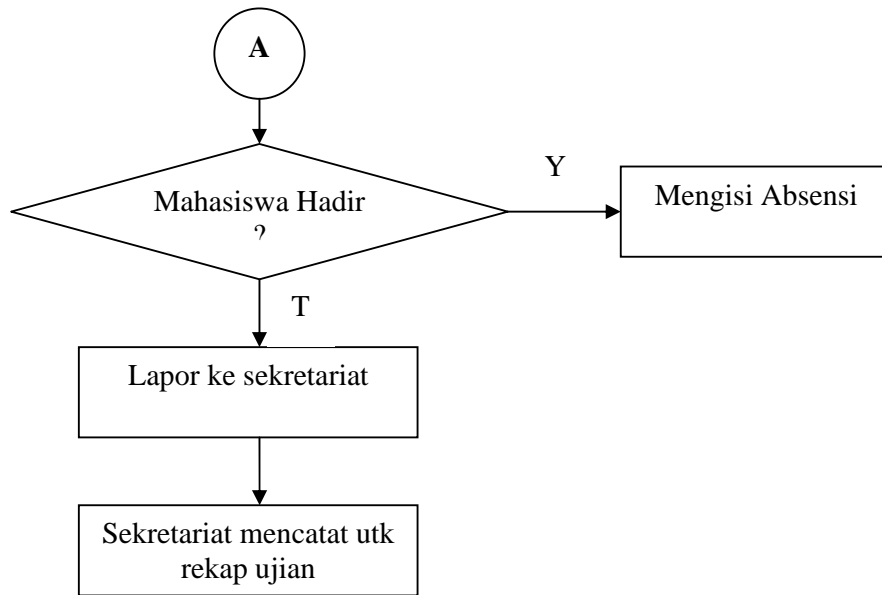 A
Mahasiswa Hadir
?
Y
Mengisi Absensi
T
Lapor ke sekretariat
Sekretariat mencatat utk
rekap ujian